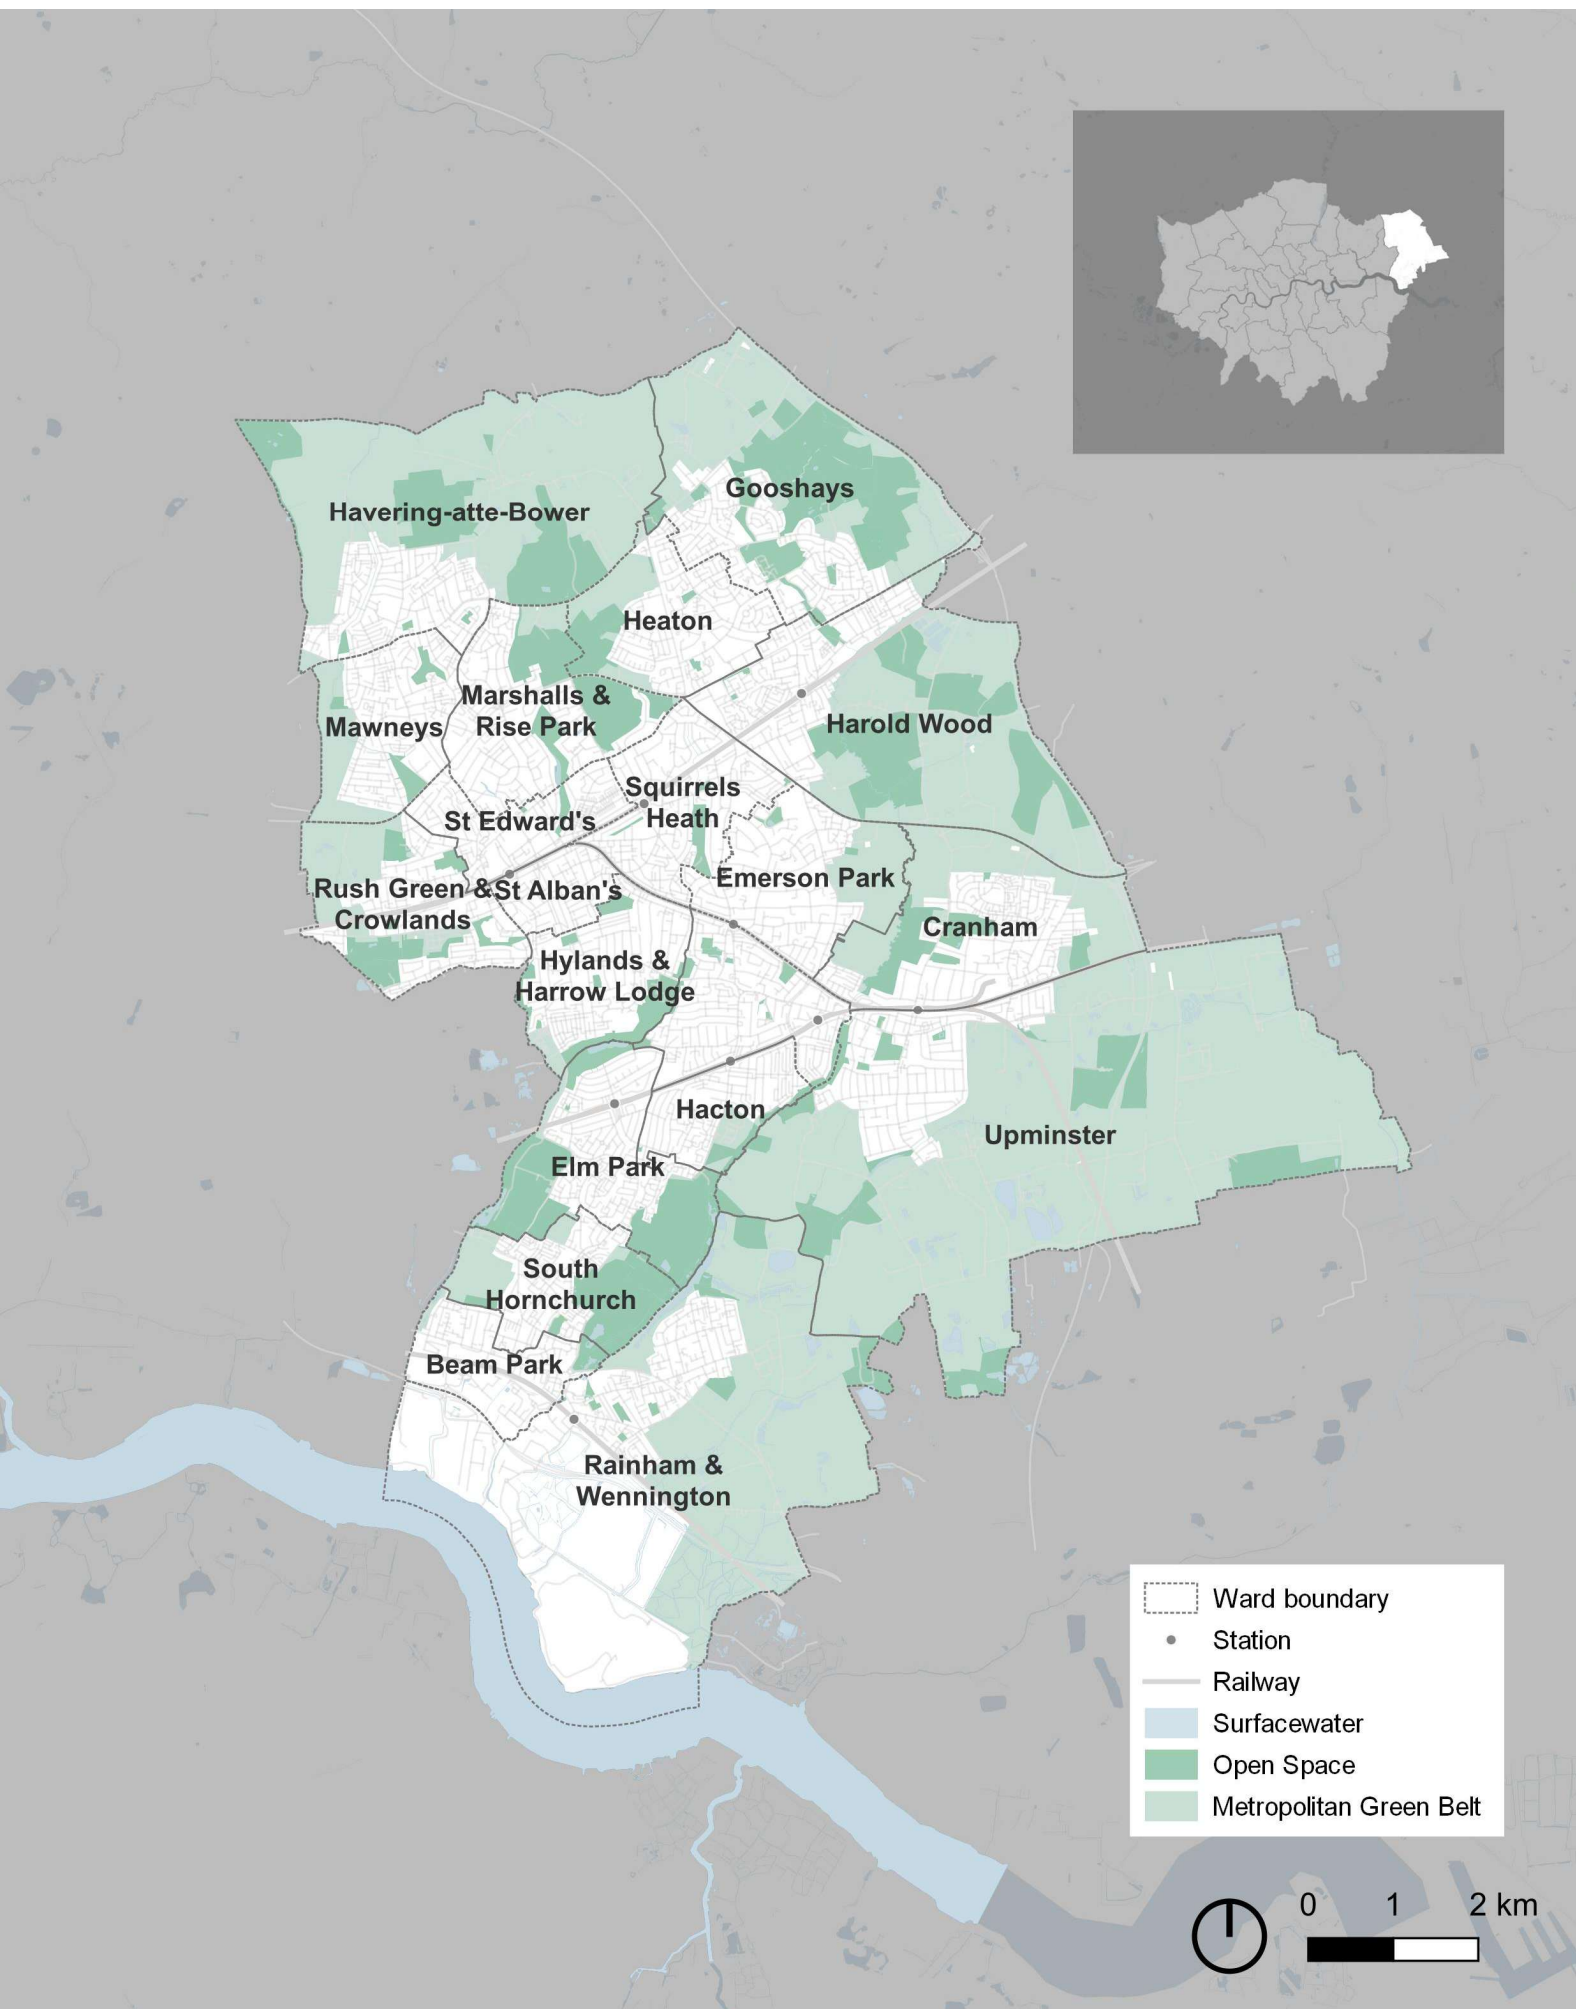 Gooshays
Havering-atte-Bower
Heaton
Marshalls &
Rise Park
Mawneys
Harold Wood
Squirrels
Heath
St Edward's
Emerson Park
Rush Green &
Crowlands
St Alban's
Cranham
Hylands &
Harrow Lodge
Hacton
Upminster
Elm Park
South
Hornchurch
Beam Park
Rainham &
Wennington
Ward boundary
Station
Railway
Surfacewater
Open Space
Metropolitan Green Belt
0 1 2 km